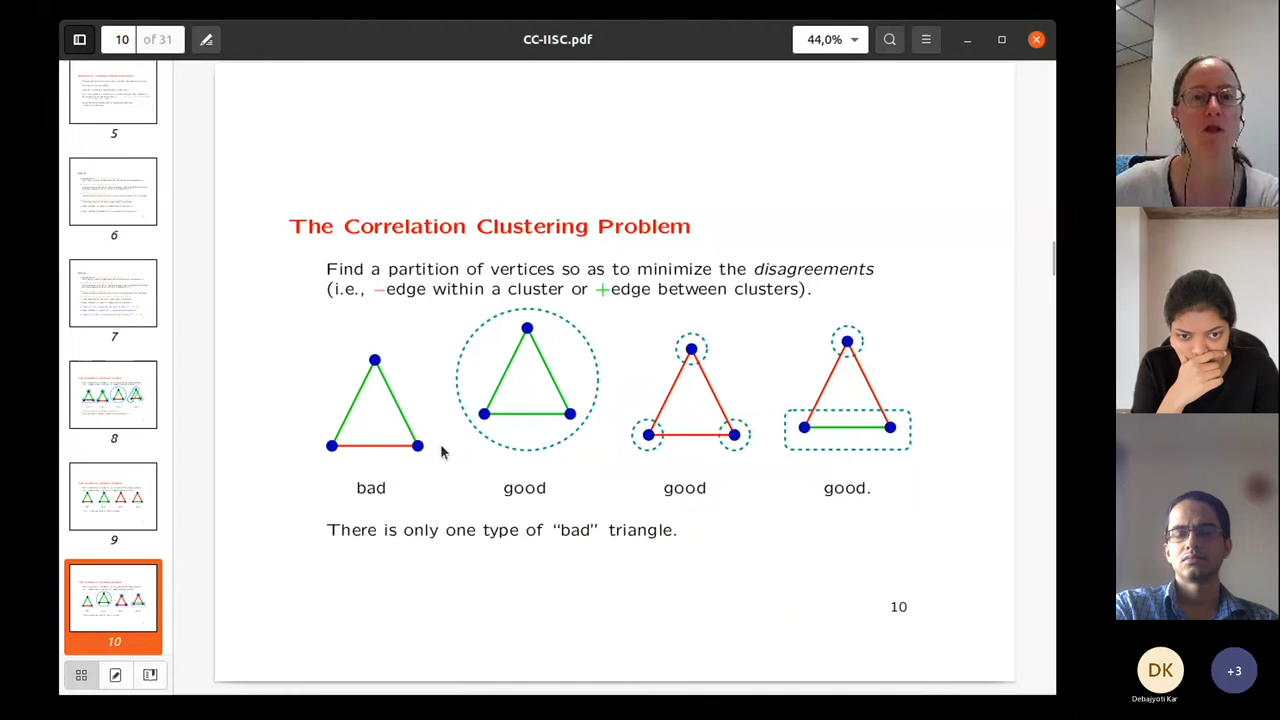 10 of 31
CC-IISC.pdf
44,0%
5
6
7
8
9
10
The Correlation Clustering Problem
Find a partition of vertices so as to minimize the disagreements
(i.e., −edge within a cluster or +edge between clusters).
bad good good good.
There is only one type of “bad” triangle.
10
DK
+3
Debajyoti Kar